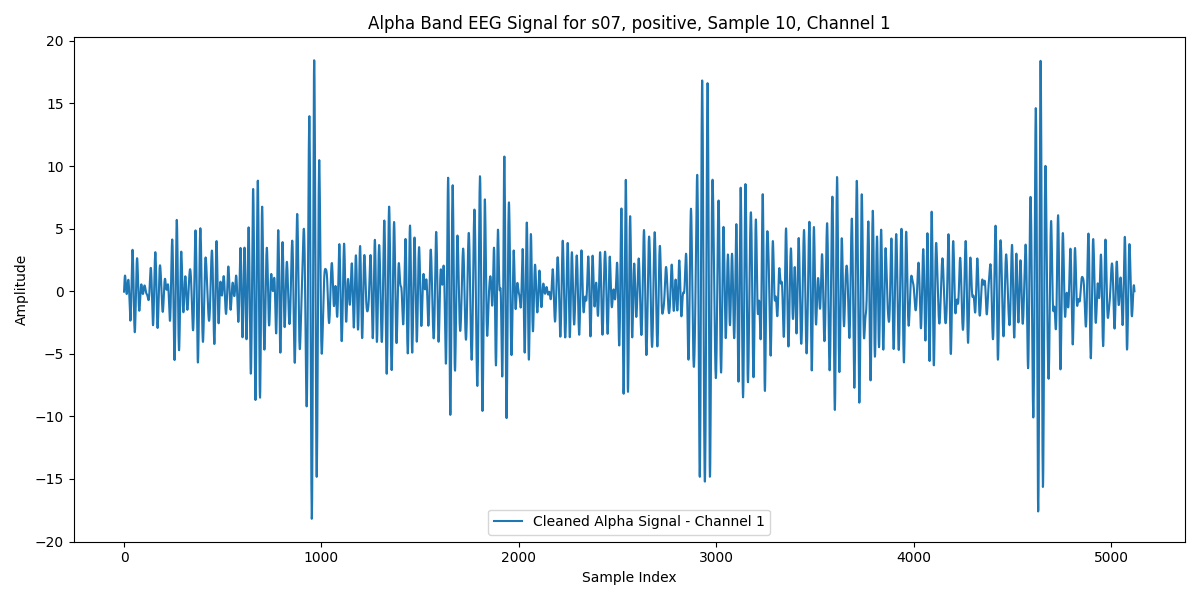 Alpha Band EEG Signal for s07, positive, Sample 10, Channel 1
20
15
10
5
0
−5
−10
−15
−20
Amplitude
Cleaned Alpha Signal - Channel 1
0 1000 2000 3000 4000 5000
Sample Index